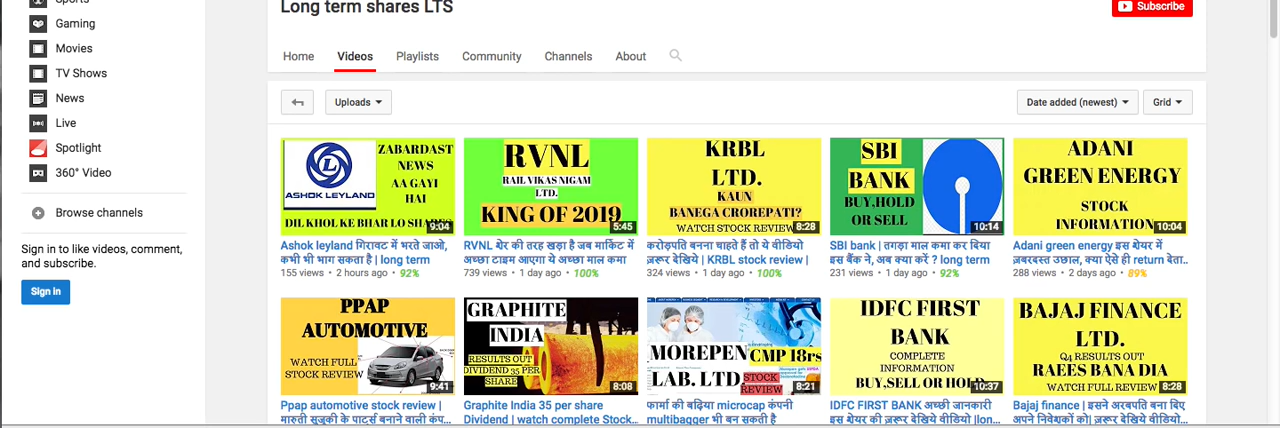 Sports
Long term shares LTS
Subscribe
Gaming
Movies
TV Shows
News
Live
Spotlight
360° Video
Browse channels
Sign in to like videos, comment,
and subscribe.
Sign in
Home Videos Playlists Community Channels About
Uploads Date added (newest) Grid
ASHOK LEYLAND
ZABARDAST
NEWS
AA GAYI
HAI
DIL KHOL KE BHAR LO SHARES
9:04
Ashok leyland गिरावट में भरते जाओ,
कभी भी भाग सकता है | long term
155 views • 2 hours ago • 92%
RVNL
RAIL VIKAS NIGAM
LTD.
KING OF 2019
5:45
RVNL शेर की तरह खड़ा है जब मार्किट में
अच्छा टाइम आएगा ये अच्छा माल कमा
739 views • 1 day ago • 100%
KRBL
LTD.
KAUN
BANEGA CROREPATI?
WATCH STOCK REVIEW
8:28
करोड़पति बनना चाहते हैं तो ये वीडियो
ज़रूर देखिये | KRBL stock review |
324 views • 1 day ago • 100%
SBI
BANK
BUY,HOLD
OR SELL
10:14
SBI bank | तगड़ा माल कमा कर दिया
इस बैंक ने, अब क्या करें ? long term
231 views • 1 day ago • 92%
ADANI
GREEN ENERGY
STOCK
INFORMATION
10:04
Adani green energy इस शेयर में
ज़बरदस्त उछाल, क्या ऐसे ही return देता..
288 views • 2 days ago • 89%
PPAP
AUTOMOTIVE
WATCH FULL
STOCK REVIEW
9:41
Ppap automotive stock review |
मारुती सुजुकी के पार्ट्स बनाने वाली कंप...
GRAPHITE
INDIA
RESULTS OUT
DIVIDEND 35 PER
SHARE
8:08
Graphite India 35 per share
Dividend | watch complete Stock...
MOREPEN
LAB. LTD.
CMP 18rs
STOCK
REVIEW
8:21
फार्मा की बढ़िया microcap कंपनी
multibagger भी बन सकती है
IDFC FIRST
BANK
COMPLETE
INFORMATION
BUY,SELL OR HOLD
10:37
IDFC FIRST BANK अच्छी जानकारी
इस शेयर की ज़रूर देखिये वीडियो |lon...
BAJAJ FINANCE
LTD.
Q4 RESULTS OUT
RAEES BANA DIA
WATCH FULL REVIEW
8:28
Bajaj finance | इसने अरबपति बना दिए
अपने निवेशकों को| ज़रूर देखिये वीडियो...